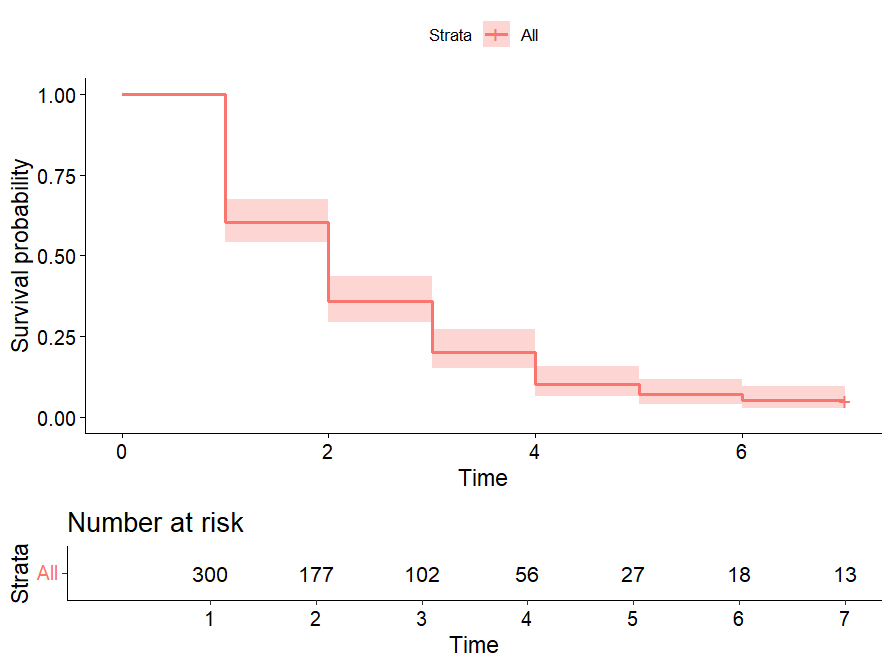 Strata All
Survival probability
1.00
0.75
0.50
0.25
0.00
0 2 4 6
Time
Number at risk
Strata
All 300 177 102 56 27 18 13
1 2 3 4 5 6 7
Time